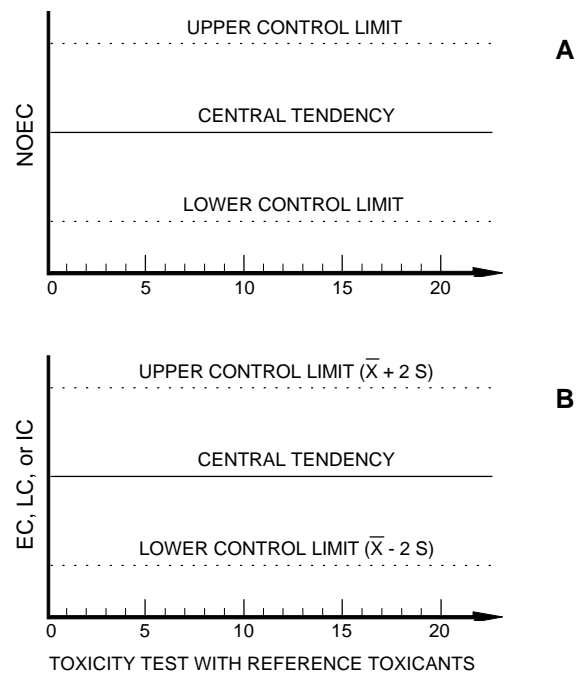 UPPER CONTROL LIMIT
A
CENTRAL TENDENCY
NOEC
LOWER CONTROL LIMIT
0 5 10 15 20
UPPER CONTROL LIMIT (X̅ + 2 S)
B
CENTRAL TENDENCY
EC, LC, or IC
LOWER CONTROL LIMIT (X̅ - 2 S)
0 5 10 15 20
TOXICITY TEST WITH REFERENCE TOXICANTS